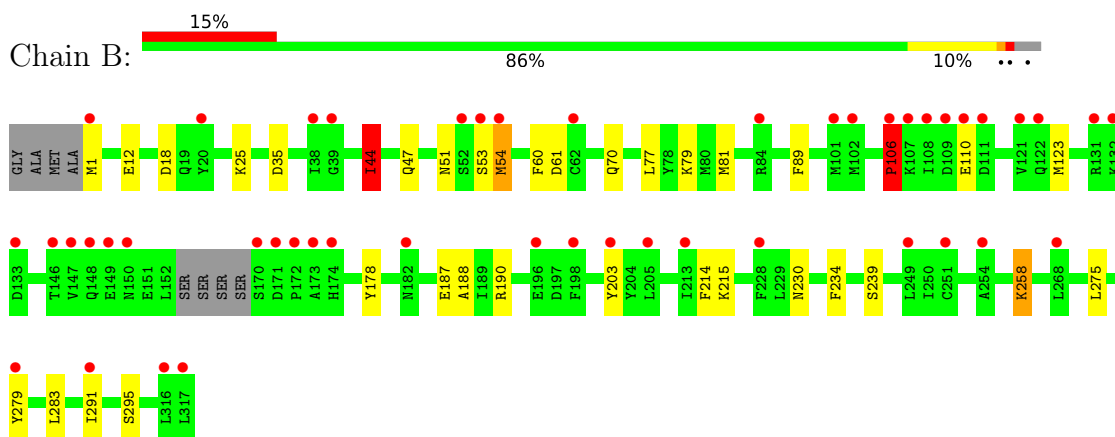 15%
Chain B:
86% 10% •• •
GLY ALA MET ALA M1 E12 D18 Q19 Y20 K25 D35 I38 G39 I44 Q47 N51 S52 S53 M54 F60 D61 C62 Q70 L77 Y78 K79 M80 M81 R84 F89 M101 M102 P106 K107 I108 D109 E110 D111 V121 Q122 M123 R131 K132
D133 T146 V147 Q148 E149 N150 E151 L152 SER SER SER SER S170 D171 P172 A173 H174 Y178 N182 E187 A188 I189 R190 E196 D197 F198 Y203 Y204 L205 I213 F214 K215 F228 L229 N230 F234 S239 L249 I250 C251 A254 K258 L268 L275
Y279 L283 I291 S295 L316 L317